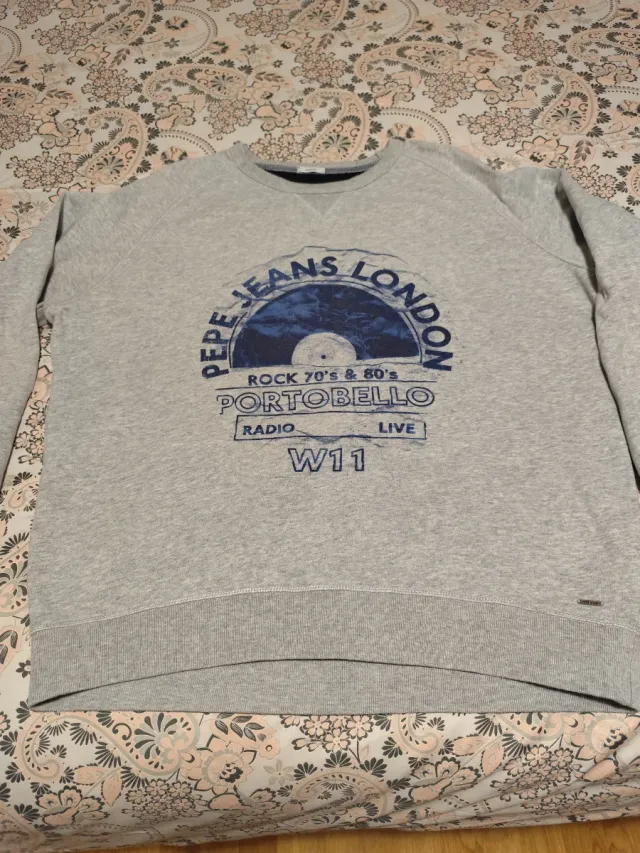 PEPE JEANS LONDON
ROCK 70's & 80's
PORTOBELLO
RADIO LIVE
W11